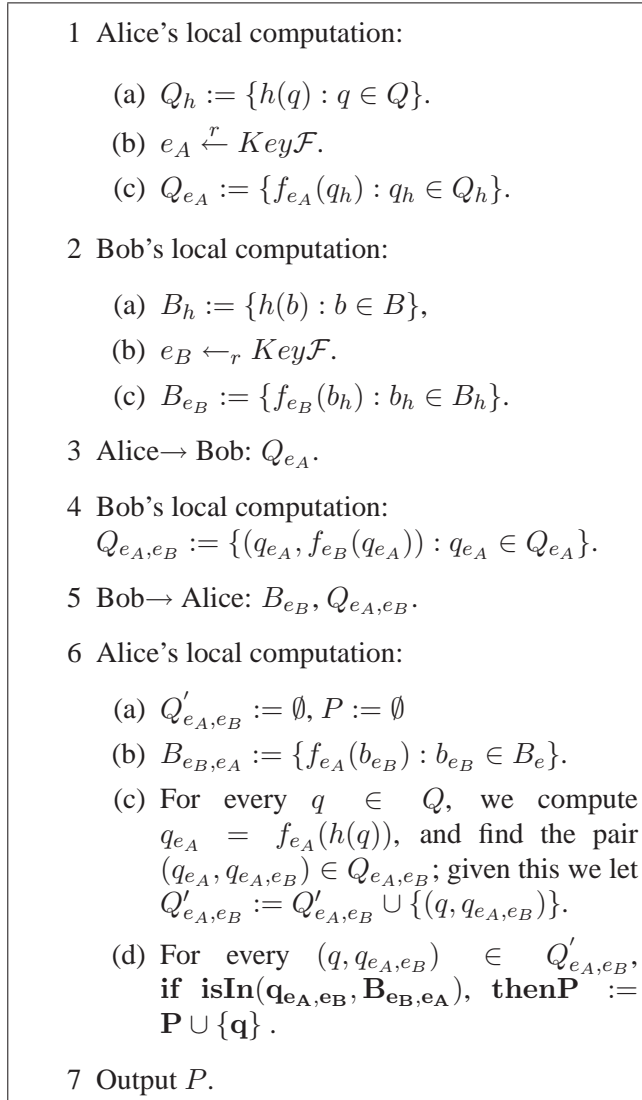 1 Alice's local computation:
(a) Q_h := {h(q) : q ∈ Q}.
(b) e_A ←^r KeyF.
(c) Q_{e_A} := {f_{e_A}(q_h) : q_h ∈ Q_h}.
2 Bob's local computation:
(a) B_h := {h(b) : b ∈ B},
(b) e_B ←_r KeyF.
(c) B_{e_B} := {f_{e_B}(b_h) : b_h ∈ B_h}.
3 Alice→ Bob: Q_{e_A}.
4 Bob's local computation:
Q_{e_A,e_B} := {(q_{e_A}, f_{e_B}(q_{e_A})) : q_{e_A} ∈ Q_{e_A}}.
5 Bob→ Alice: B_{e_B}, Q_{e_A,e_B}.
6 Alice's local computation:
(a) Q'_{e_A,e_B} := ∅, P := ∅
(b) B_{e_B,e_A} := {f_{e_A}(b_{e_B}) : b_{e_B} ∈ B_e}.
(c) For every q ∈ Q, we compute
q_{e_A} = f_{e_A}(h(q)), and find the pair
(q_{e_A}, q_{e_A,e_B}) ∈ Q_{e_A,e_B}; given this we let
Q'_{e_A,e_B} := Q'_{e_A,e_B} ∪ {(q, q_{e_A,e_B})}.
(d) For every (q, q_{e_A,e_B}) ∈ Q'_{e_A,e_B},
if isIn(q_{e_A,e_B}, B_{e_B,e_A}), thenP :=
P ∪ {q} .
7 Output P.